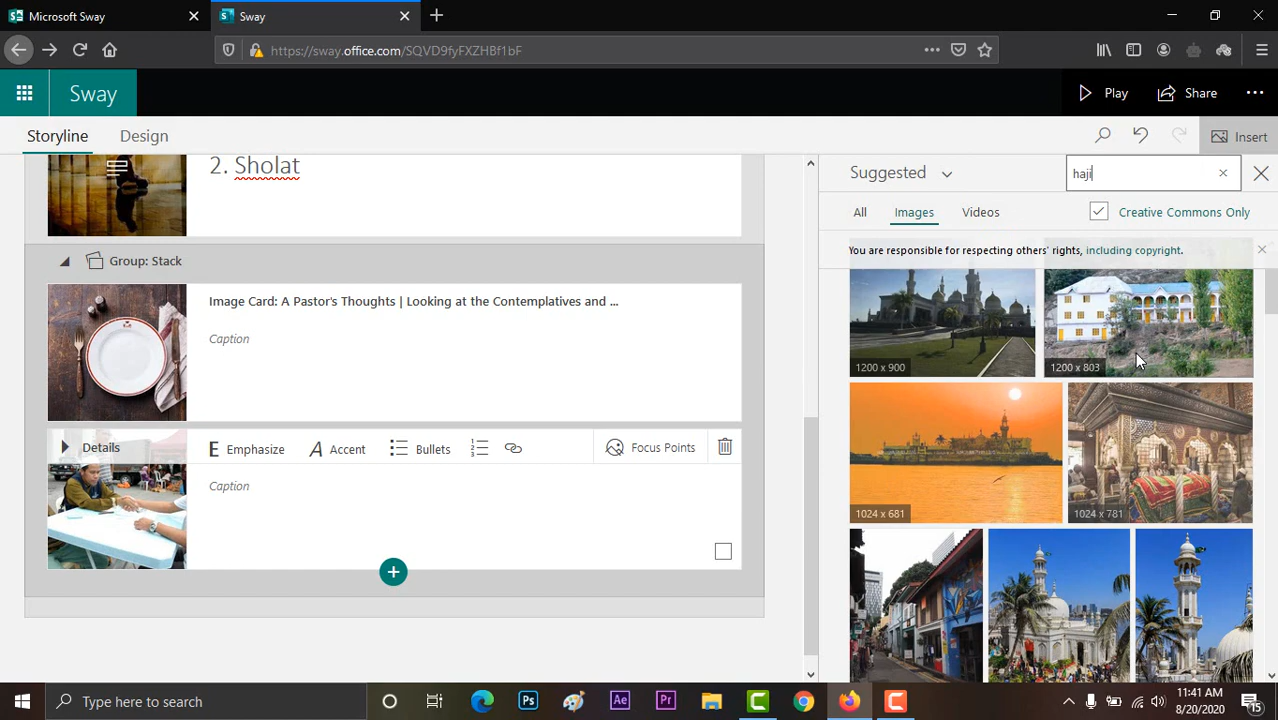 Microsoft Sway
Sway
https://sway.office.com/SQVD9fyFXZHBf1bF
Sway
Play
Share
Storyline
Design
Insert
2. Sholat
Suggested
haji
All
Images
Videos
Creative Commons Only
You are responsible for respecting others' rights, including copyright.
Group: Stack
Image Card: A Pastor's Thoughts | Looking at the Contemplatives and ...
Caption
1200 x 900
1200 x 803
Details
E Emphasize
A Accent
Bullets
Focus Points
Caption
1024 x 681
1024 x 781
Type here to search
Ps
Ae
Pr
11:41 AM
8/20/2020
15